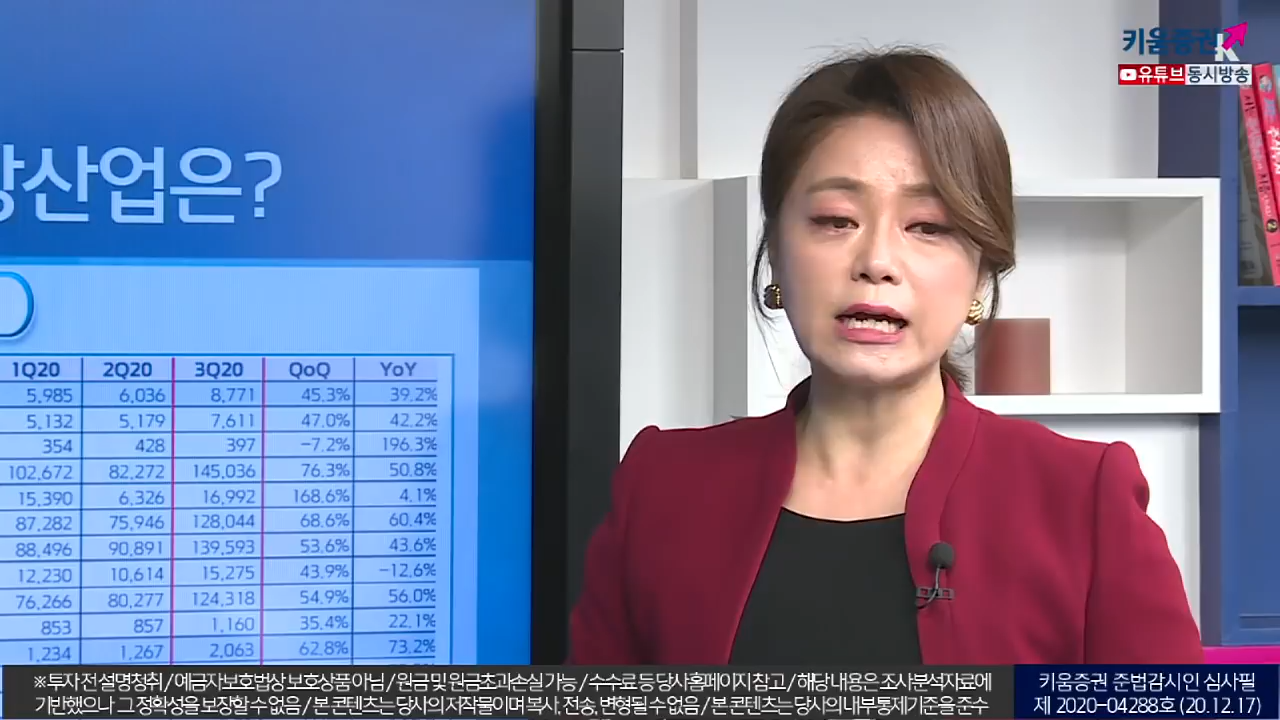 키움증권
유튜브 동시방송
산업은?
1Q20 2Q20 3Q20 QoQ YoY
5,985 6,036 8,771 45.3% 39.2%
5,132 5,179 7,611 47.0% 42.2%
354 428 397 -7.2% 196.3%
102,672 82,272 145,036 76.3% 50.8%
15,390 6,326 16,992 168.6% 4.1%
87,282 75,946 128,044 68.6% 60.4%
88,496 90,891 139,593 53.6% 43.6%
12,230 10,614 15,275 43.9% -12.6%
76,266 80,277 124,318 54.9% 56.0%
853 857 1,160 35.4% 22.1%
1,234 1,267 2,063 62.8% 73.2%
※ 투자 전 설명청취 / 예금자보호법상 보호상품 아님 / 원금 및 원금초과손실 가능 / 수수료 등 당사홈페이지 참고 / 해당 내용은 조사분석자료에
기반했으나 그 정확성을 보장할 수 없음 / 본 콘텐츠는 당사의 저작물이며 복사, 전송, 변형될 수 없음 / 본 콘텐츠는 당사의 내부통제기준을 준수
키움증권 준법감시인 심사필
제 2020-04288호 (20.12.17)